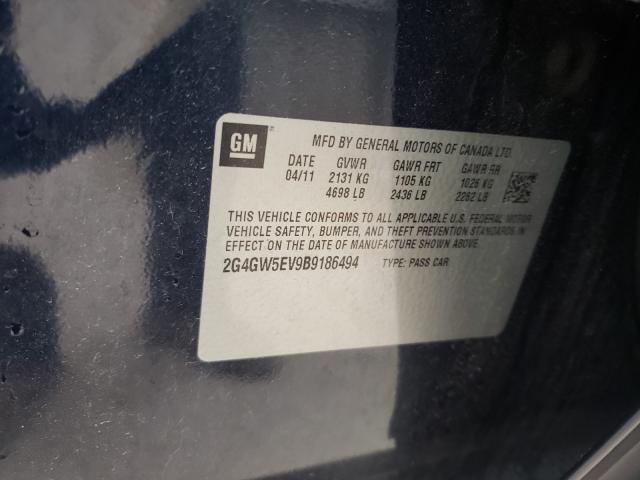 GM
MFD BY GENERAL MOTORS OF CANADA LTD.
DATE GVWR GAWR FRT GAWR RR
04/11 2131 KG 1105 KG 1026 KG
4698 LB 2436 LB 2262 LB
THIS VEHICLE CONFORMS TO ALL APPLICABLE U.S. FEDERAL MOTOR
VEHICLE SAFETY, BUMPER, AND THEFT PREVENTION STANDARDS IN
EFFECT ON THE DATE OF MANUFACTURE SHOWN ABOVE.
2G4GW5EV9B9186494 TYPE: PASS CAR